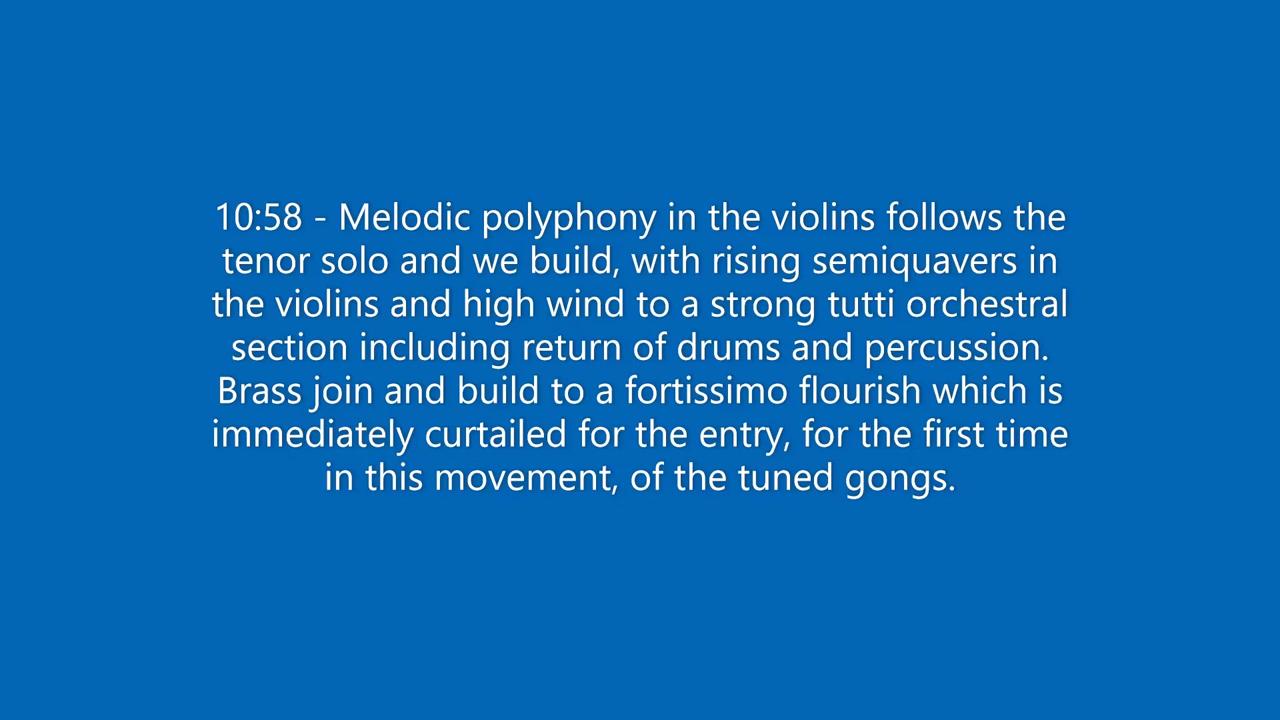 10:58 - Melodic polyphony in the violins follows the
tenor solo and we build, with rising semiquavers in
the violins and high wind to a strong tutti orchestral
section including return of drums and percussion.
Brass join and build to a fortissimo flourish which is
immediately curtailed for the entry, for the first time
in this movement, of the tuned gongs.